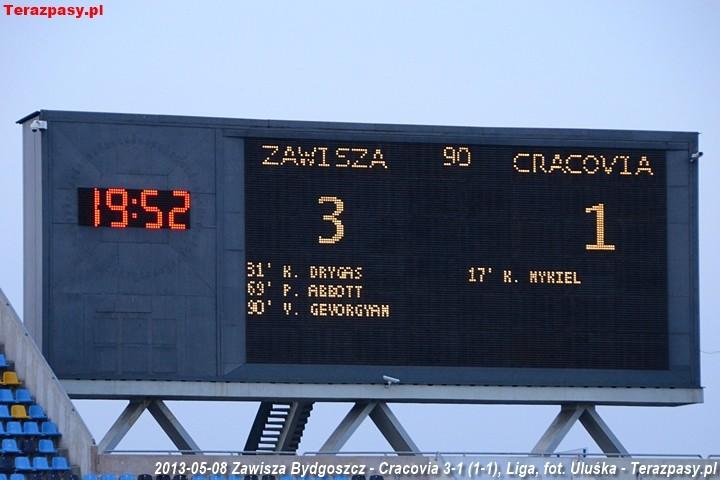 Terazpasy.pl
ZAWISZA 90 CRACOVIA
19:52
3 1
31' K. DRYGAS 17' K. NYKIEL
69' P. ABBOTT
90' V. GEVORGYAN
2013-05-08 Zawisza Bydgoszcz - Cracovia 3-1 (1-1), Liga, fot. Uluśka - Terazpasy.pl